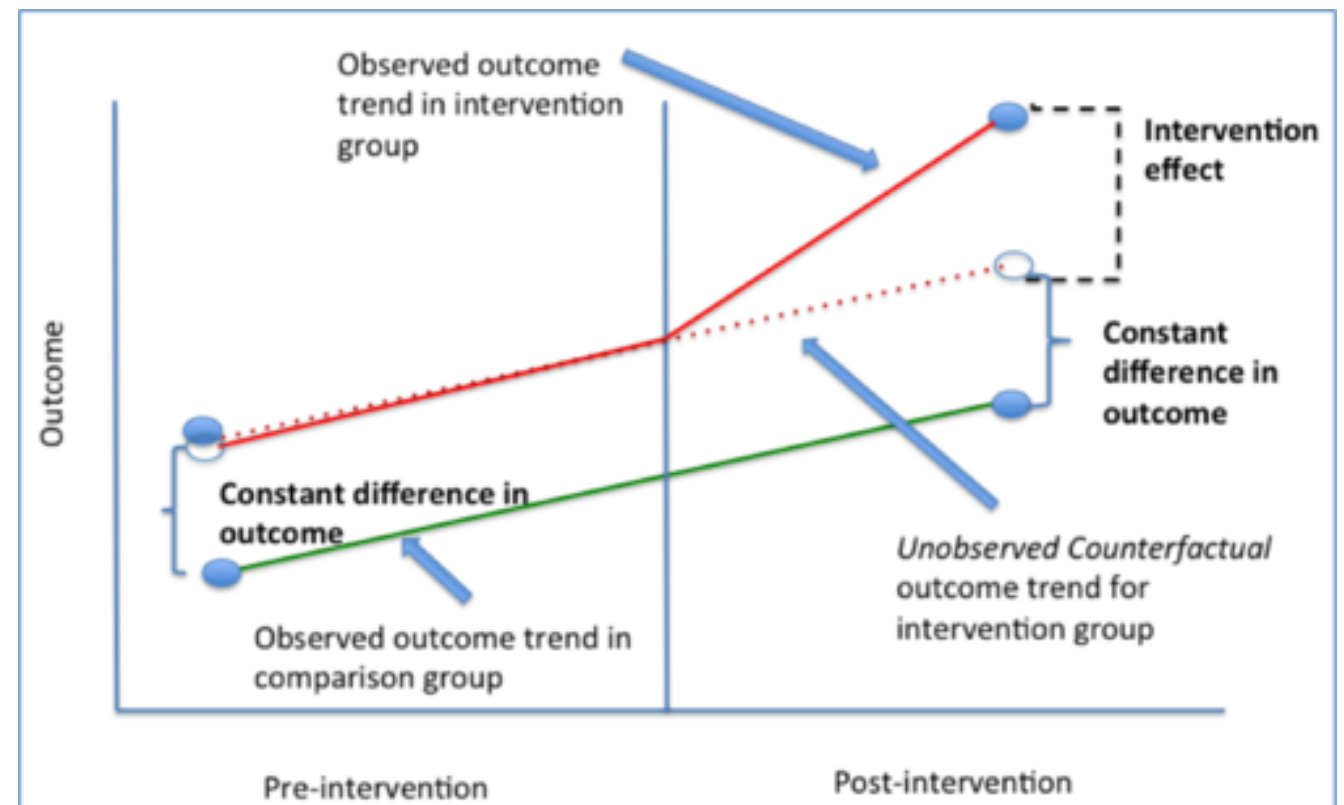 Observed outcome
trend in intervention
group
Intervention
effect
Outcome
Constant
difference in
outcome
Constant difference in
outcome
Unobserved Counterfactual
outcome trend for
intervention group
Observed outcome trend in
comparison group
Pre-intervention
Post-intervention